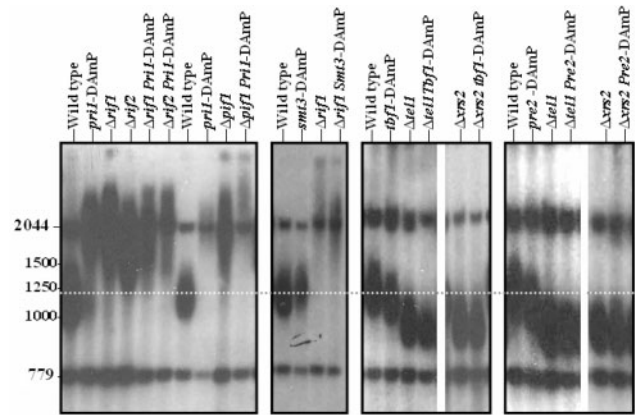 Wild type
pri1-DAmP
Δrif1
Δrif2
Δrif1 Pri1-DAmP
Δrif2 Pri1-DAmP
Wild type
pri1-DAmP
Δpif1
Δpif1 Pri1-DAmP
Wild type
smt3-DAmP
Δrif1
Δrif1 Smt3-DAmP
Wild type
tbf1-DAmP
Δtel1
Δtel1Tbf1-DAmP
Δxrs2
Δxrs2 tbf1-DAmP
Wild type
pre2 -DAmP
Δtel1
Δtel1 Pre2-DAmP
Δxrs2
Δxrs2 Pre2-DAmP
2044
1500
1250
1000
779